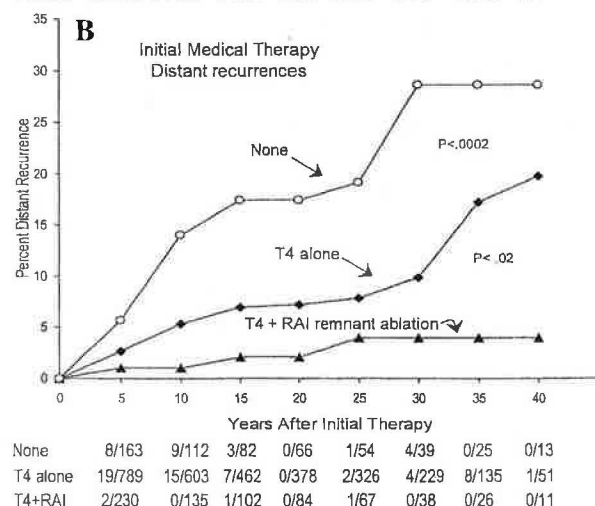 B
Initial Medical Therapy
Distant recurrences
Percent Distant Recurrence
35
30
25
20
15
10
5
0
None
P<.0002
T4 alone
P< .02
T4 + RAI remnant ablation
0 5 10 15 20 25 30 35 40
Years After Initial Therapy
None 8/163 9/112 3/82 0/66 1/54 4/39 0/25 0/13
T4 alone 19/789 15/603 7/462 0/378 2/326 4/229 8/135 1/51
T4+RAI 2/230 0/135 1/102 0/84 1/67 0/38 0/26 0/11